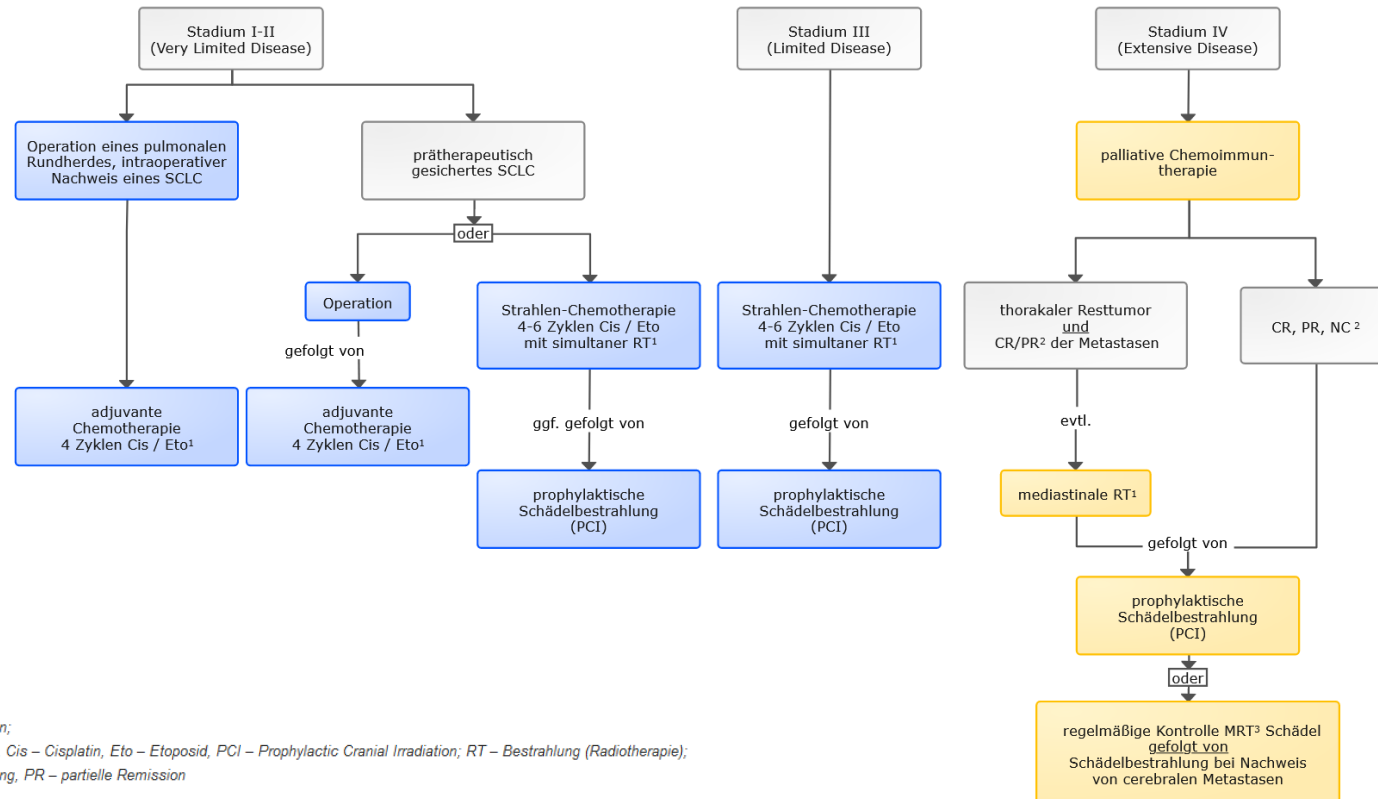 Stadium I-II
(Very Limited Disease)
Stadium III
(Limited Disease)
Stadium IV
(Extensive Disease)
Operation eines pulmonalen
Rundherdes, intraoperativer
Nachweis eines SCLC
prätherapeutisch
gesichertes SCLC
palliative Chemoimmun-
therapie
oder
Operation
Strahlen-Chemotherapie
4-6 Zyklen Cis / Eto
mit simultaner RT¹
Strahlen-Chemotherapie
4-6 Zyklen Cis / Eto
mit simultaner RT¹
thorakaler Resttumor
und
CR/PR² der Metastasen
CR, PR, NC ²
gefolgt von
adjuvante
Chemotherapie
4 Zyklen Cis / Eto¹
adjuvante
Chemotherapie
4 Zyklen Cis / Eto¹
ggf. gefolgt von
gefolgt von
evtl.
prophylaktische
Schädelbestrahlung
(PCI)
prophylaktische
Schädelbestrahlung
(PCI)
mediastinale RT¹
gefolgt von
prophylaktische
Schädelbestrahlung
(PCI)
oder
regelmäßige Kontrolle MRT³ Schädel
gefolgt von
Schädelbestrahlung bei Nachweis
von cerebralen Metastasen
n;
Cis – Cisplatin, Eto – Etoposid, PCI – Prophylactic Cranial Irradiation; RT – Bestrahlung (Radiotherapie);
ng, PR – partielle Remission